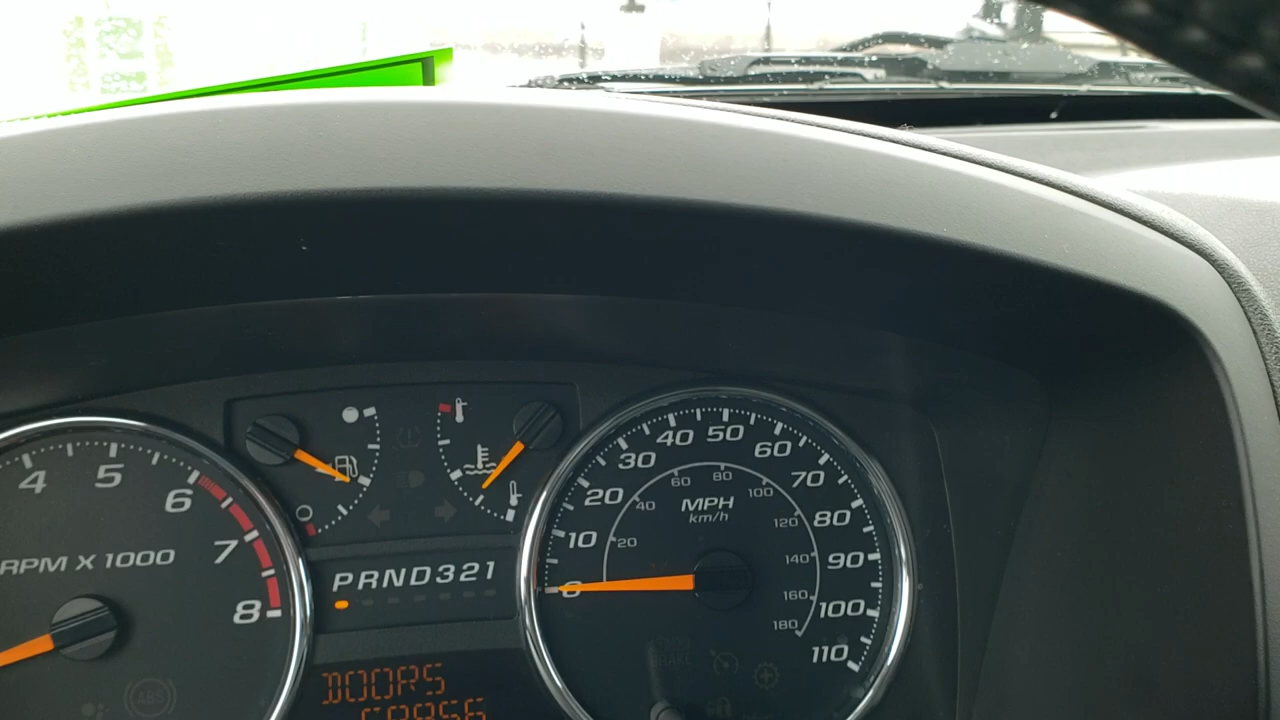 4 5 6 7 8
RPM X 1000
PRND321
DOORS
10 20 30 40 50 60 70 80 90 100 110
0
20 40 60 80 100 120 140 160 180
MPH
km/h
ABS